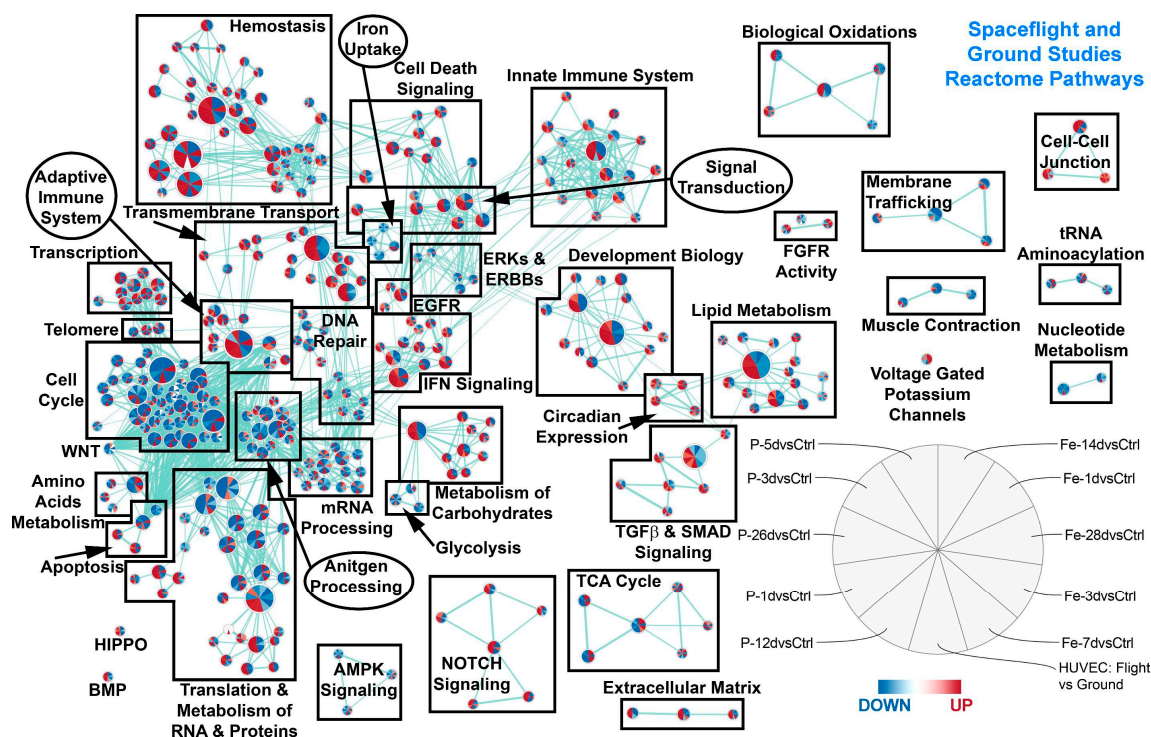 Spaceflight and
Ground Studies
Reactome Pathways
Hemostasis
Iron
Uptake
Cell Death
Signaling
Innate Immune System
Biological Oxidations
Cell-Cell
Junction
Adaptive
Immune
System
Signal
Transduction
Membrane
Trafficking
Transmembrane Transport
Transcription
ERKs &
ERBBs
Development Biology
FGFR
Activity
tRNA
Aminoacylation
EGFR
Telomere
DNA
Repair
Lipid Metabolism
Muscle Contraction
Nucleotide
Metabolism
Cell
Cycle
IFN Signaling
Voltage Gated
Potassium
Channels
Circadian
Expression
WNT
Amino
Acids
Metabolism
mRNA
Processing
Metabolism of
Carbohydrates
Glycolysis
TGFβ & SMAD
Signaling
Apoptosis
Anitgen
Processing
TCA Cycle
HIPPO
BMP
Translation &
Metabolism of
RNA & Proteins
AMPK
Signaling
NOTCH
Signaling
Extracellular Matrix
P-5dvsCtrl
Fe-14dvsCtrl
P-3dvsCtrl
Fe-1dvsCtrl
P-26dvsCtrl
Fe-28dvsCtrl
P-1dvsCtrl
Fe-3dvsCtrl
P-12dvsCtrl
Fe-7dvsCtrl
HUVEC: Flight
vs Ground
DOWN
UP